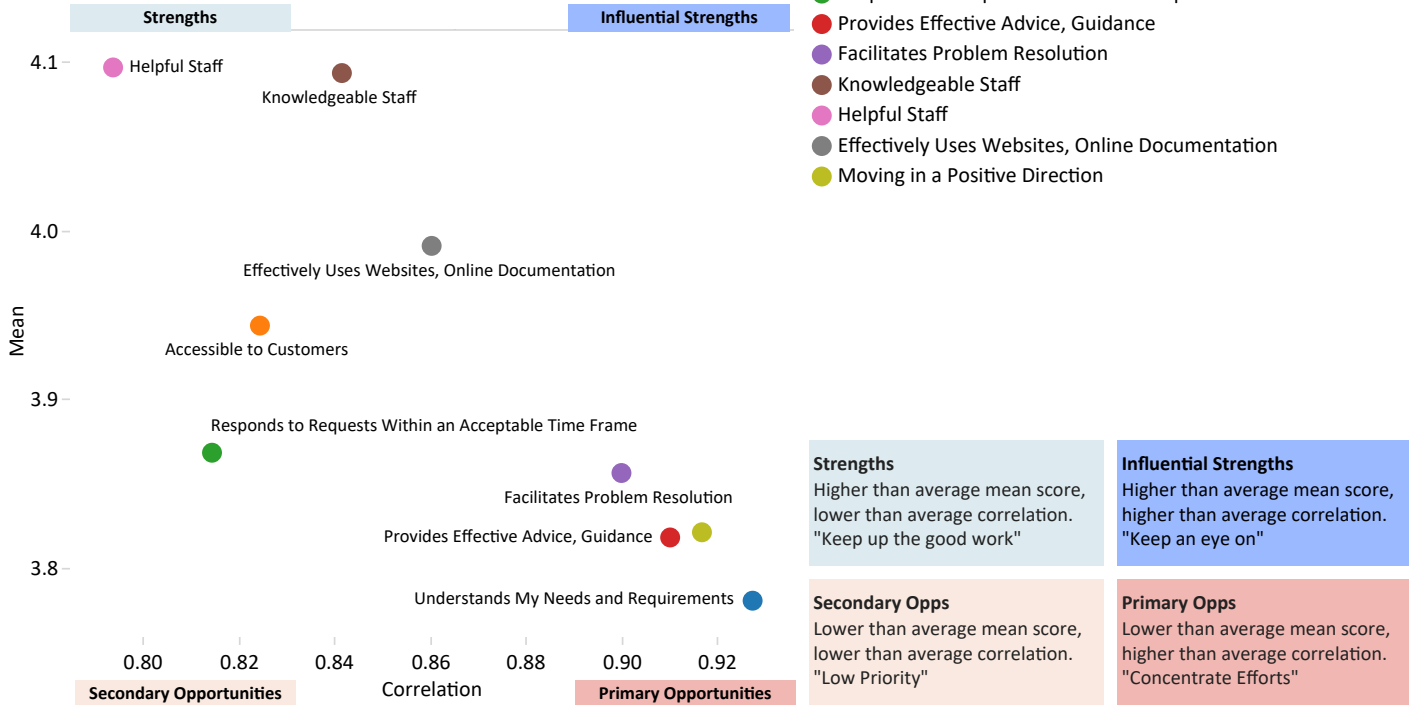 Strengths
Influential Strengths
Provides Effective Advice, Guidance
Facilitates Problem Resolution
Knowledgeable Staff
Helpful Staff
Effectively Uses Websites, Online Documentation
Moving in a Positive Direction
4.1
Helpful Staff
Knowledgeable Staff
4.0
Effectively Uses Websites, Online Documentation
Mean
Accessible to Customers
3.9
Responds to Requests Within an Acceptable Time Frame
Facilitates Problem Resolution
Provides Effective Advice, Guidance
3.8
Understands My Needs and Requirements
0.80 0.82 0.84 0.86 0.88 0.90 0.92
Secondary Opportunities
Correlation
Primary Opportunities
Strengths
Higher than average mean score,
lower than average correlation.
"Keep up the good work"
Influential Strengths
Higher than average mean score,
higher than average correlation.
"Keep an eye on"
Secondary Opps
Lower than average mean score,
lower than average correlation.
"Low Priority"
Primary Opps
Lower than average mean score,
higher than average correlation.
"Concentrate Efforts"